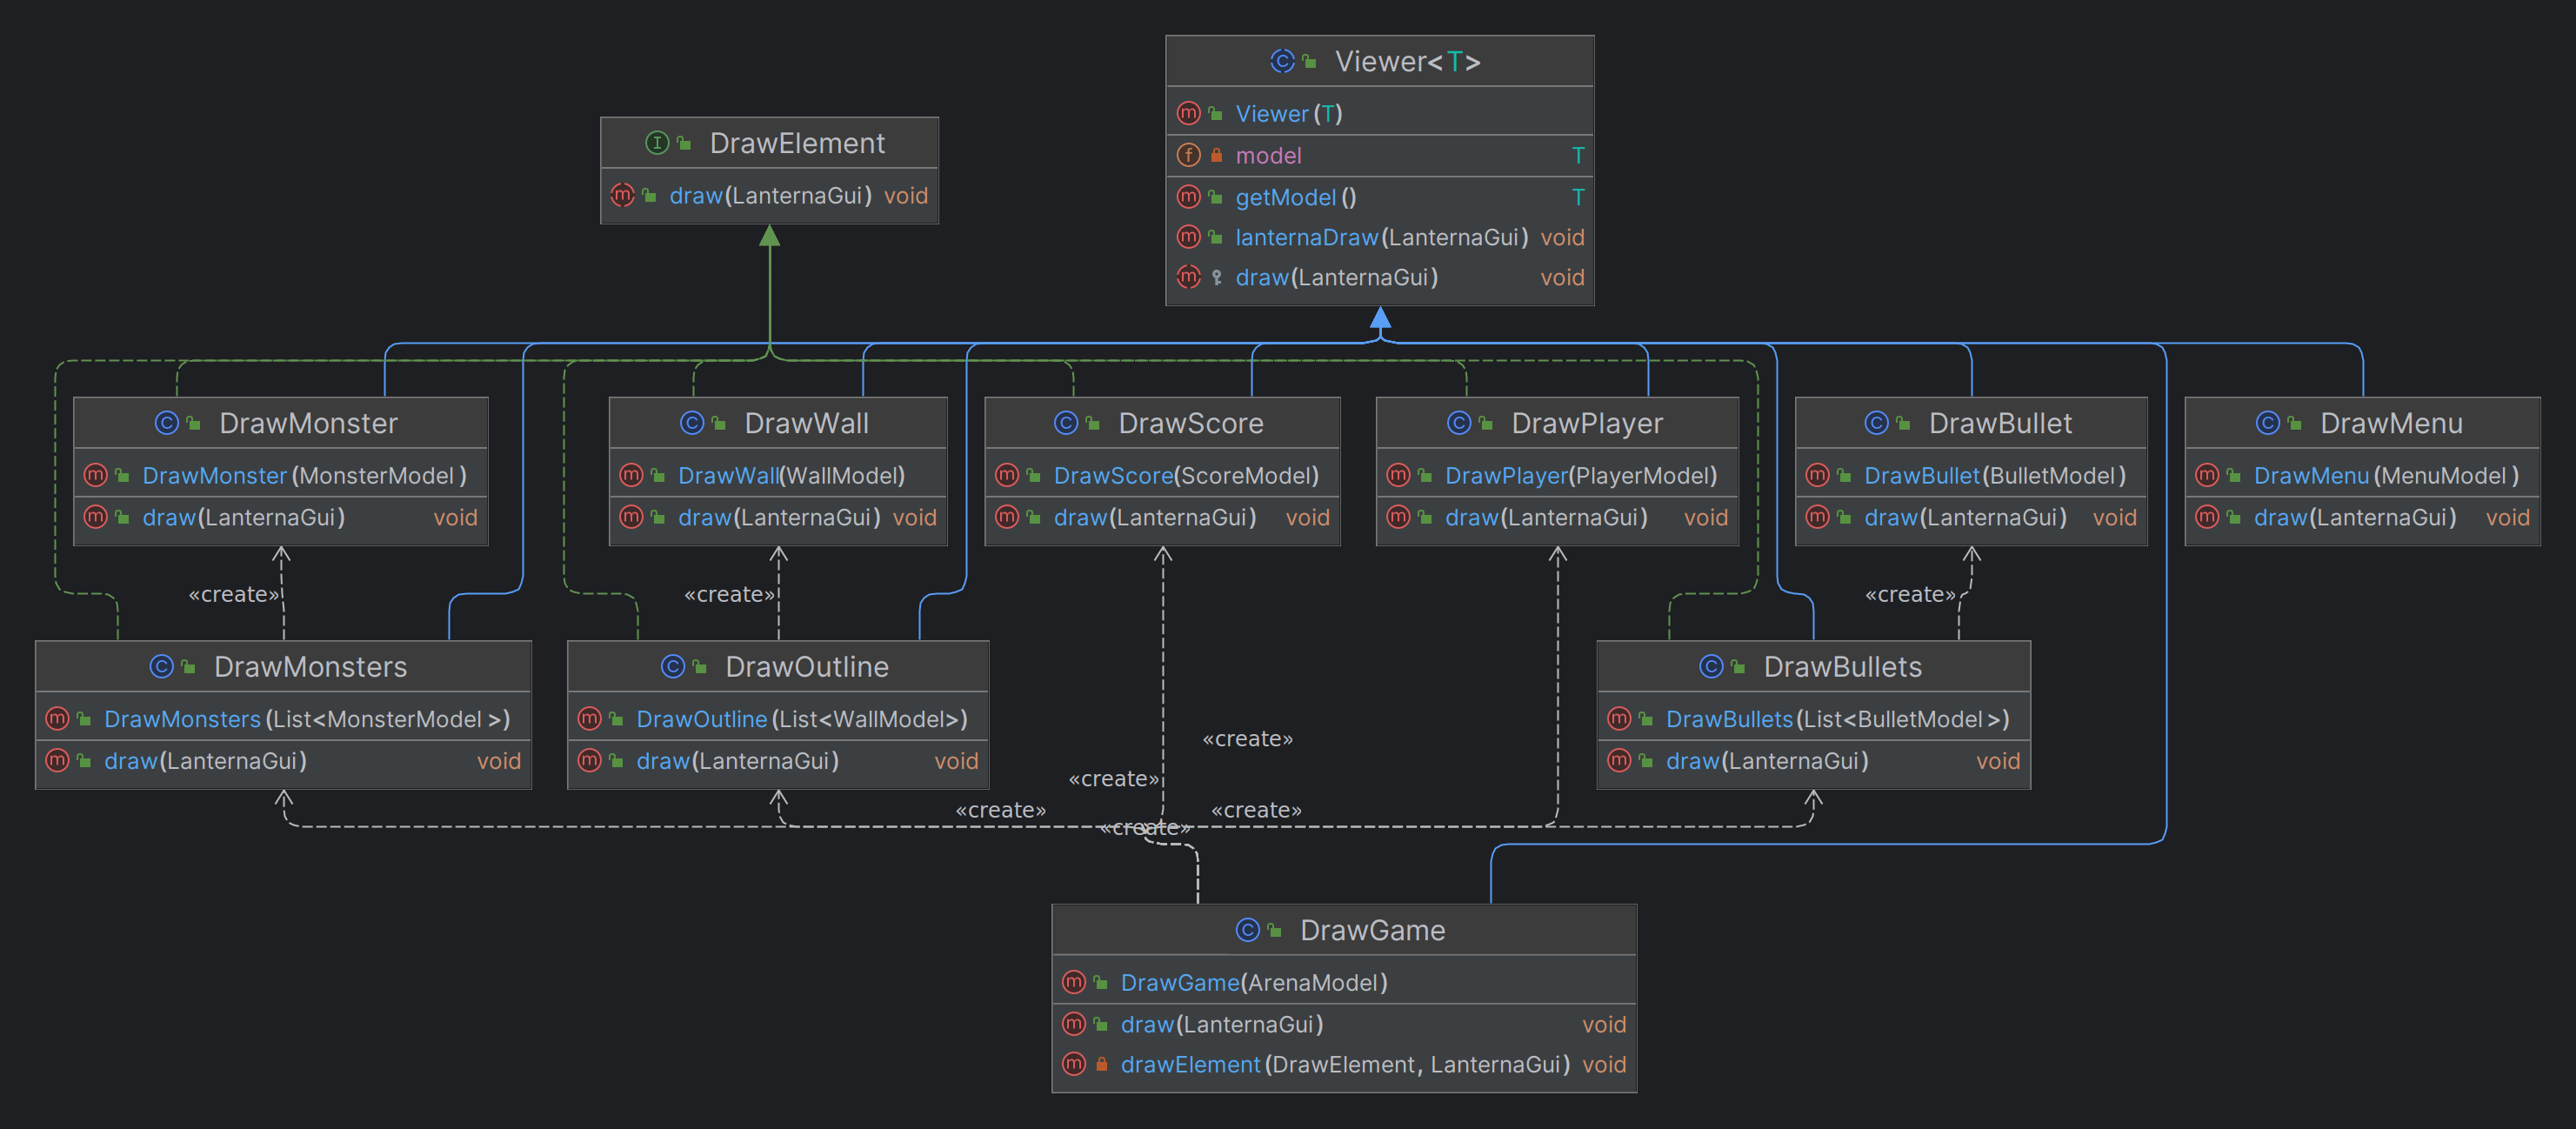 Viewer<T>
Viewer(T)
model T
getModel() T
lanternaDraw(LanternaGui) void
draw(LanternaGui) void
DrawElement
draw(LanternaGui) void
DrawMonster
DrawMonster(MonsterModel)
draw(LanternaGui) void
DrawWall
DrawWall(WallModel)
draw(LanternaGui) void
DrawScore
DrawScore(ScoreModel)
draw(LanternaGui) void
DrawPlayer
DrawPlayer(PlayerModel)
draw(LanternaGui) void
DrawBullet
DrawBullet(BulletModel)
draw(LanternaGui) void
DrawMenu
DrawMenu(MenuModel)
draw(LanternaGui) void
«create»
«create»
«create»
DrawMonsters
DrawMonsters(List<MonsterModel>)
draw(LanternaGui) void
DrawOutline
DrawOutline(List<WallModel>)
draw(LanternaGui) void
DrawBullets
DrawBullets(List<BulletModel>)
draw(LanternaGui) void
«create»
«create»
«create»
«create»
«create»
DrawGame
DrawGame(ArenaModel)
draw(LanternaGui) void
drawElement(DrawElement, LanternaGui) void